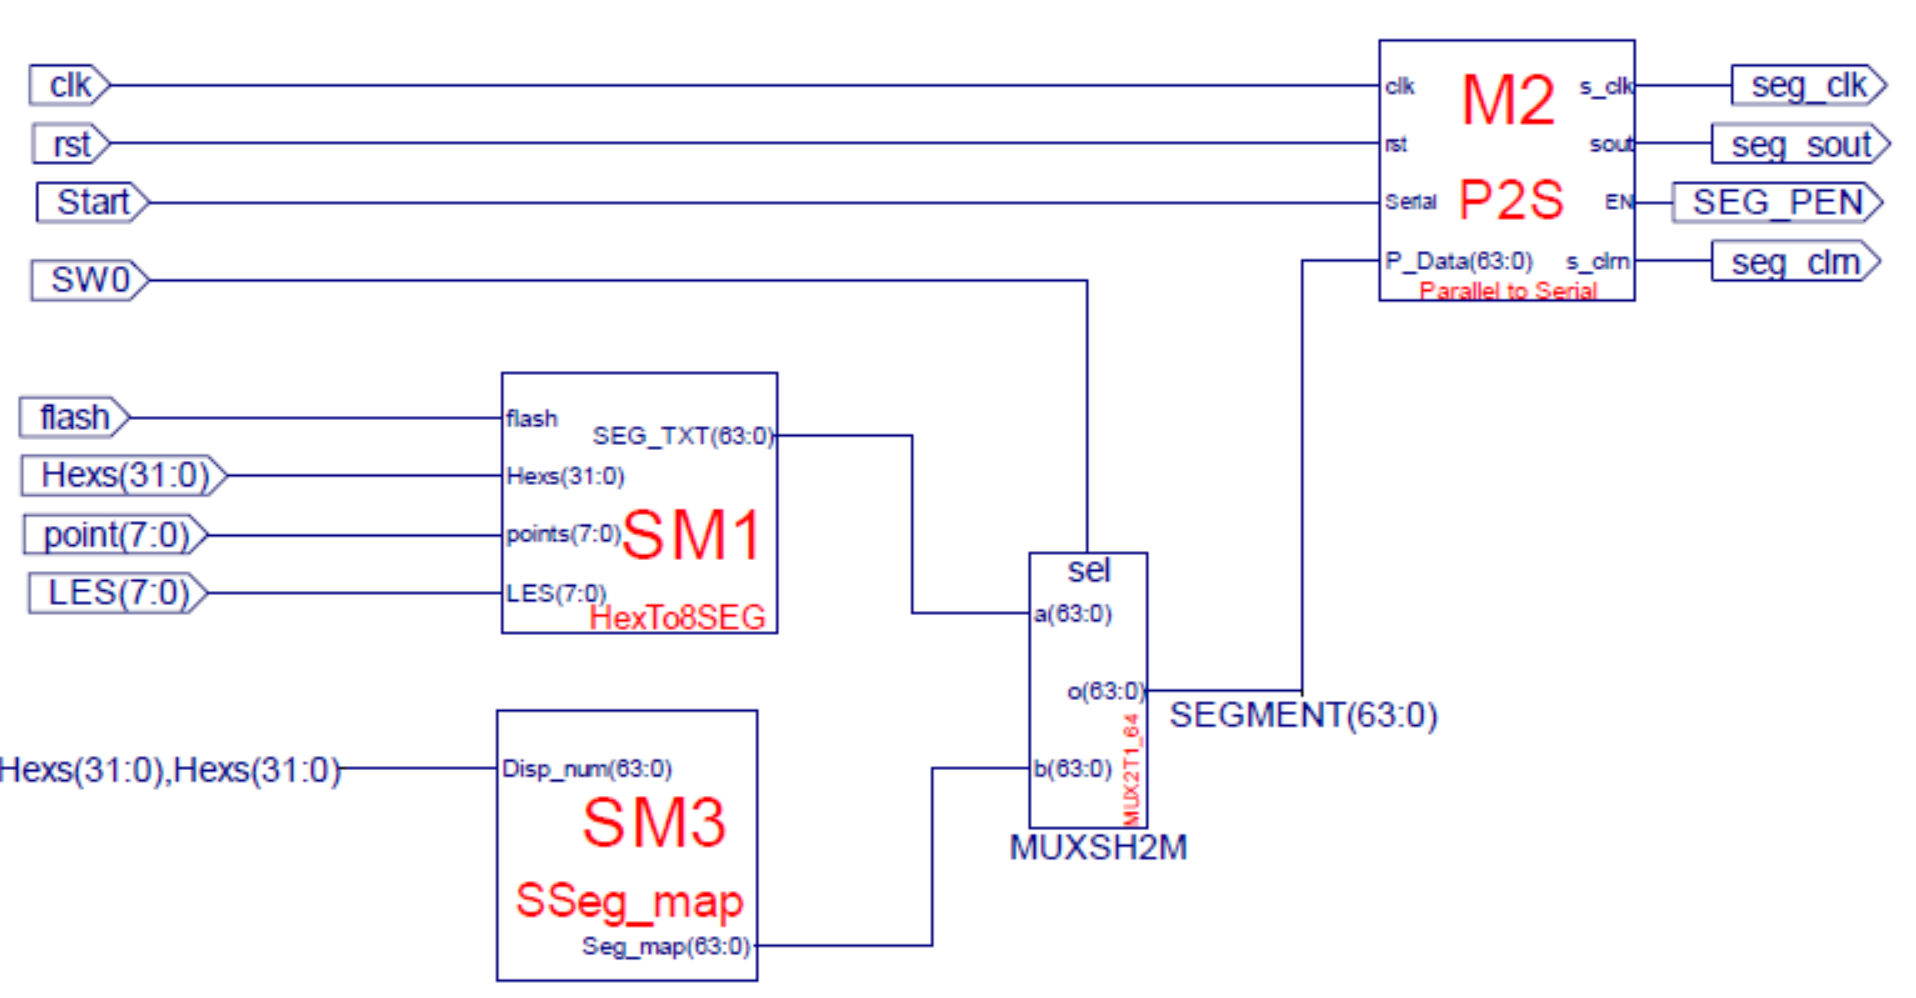 clk
clk
M2
s_clk
seg_clk
rst
rst
sout
seg_sout
Start
Serial
P2S
EN
SEG_PEN
SW0
P_Data(63:0)
s_clrn
seg_clrn
Parallel to Serial
flash
flash
SEG_TXT(63:0)
Hexs(31:0)
Hexs(31:0)
point(7:0)
points(7:0)
SM1
LES(7:0)
LES(7:0)
HexTo8SEG
sel
a(63:0)
o(63:0)
SEGMENT(63:0)
b(63:0)
MUX2T1_64
MUXSH2M
Hexs(31:0),Hexs(31:0)
Disp_num(63:0)
SM3
SSeg_map
Seg_map(63:0)